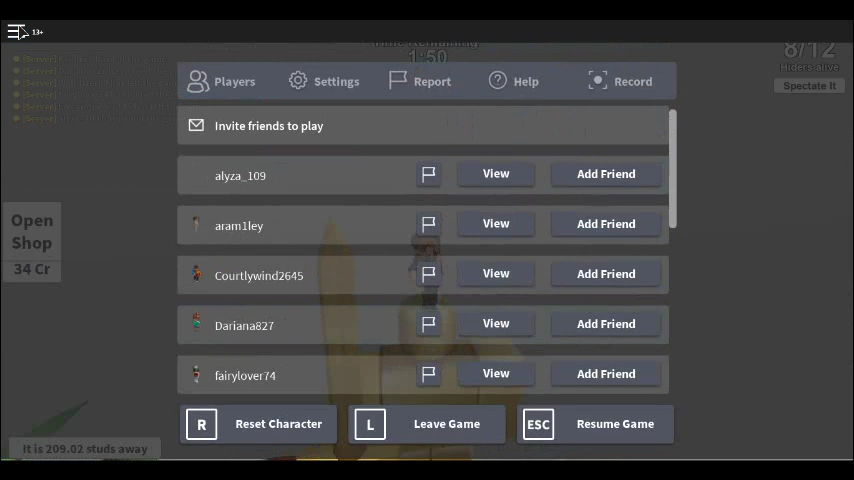 13+
Time Remaining
1:50
8/12
Hiders alive
Spectate It
Players
Settings
Report
Help
Record
Invite friends to play
alyza_109
View
Add Friend
aram1ley
View
Add Friend
Courtlywind2645
View
Add Friend
Dariana827
View
Add Friend
fairylover74
View
Add Friend
Open
Shop
34 Cr
R
Reset Character
L
Leave Game
ESC
Resume Game
It is 209.02 studs away